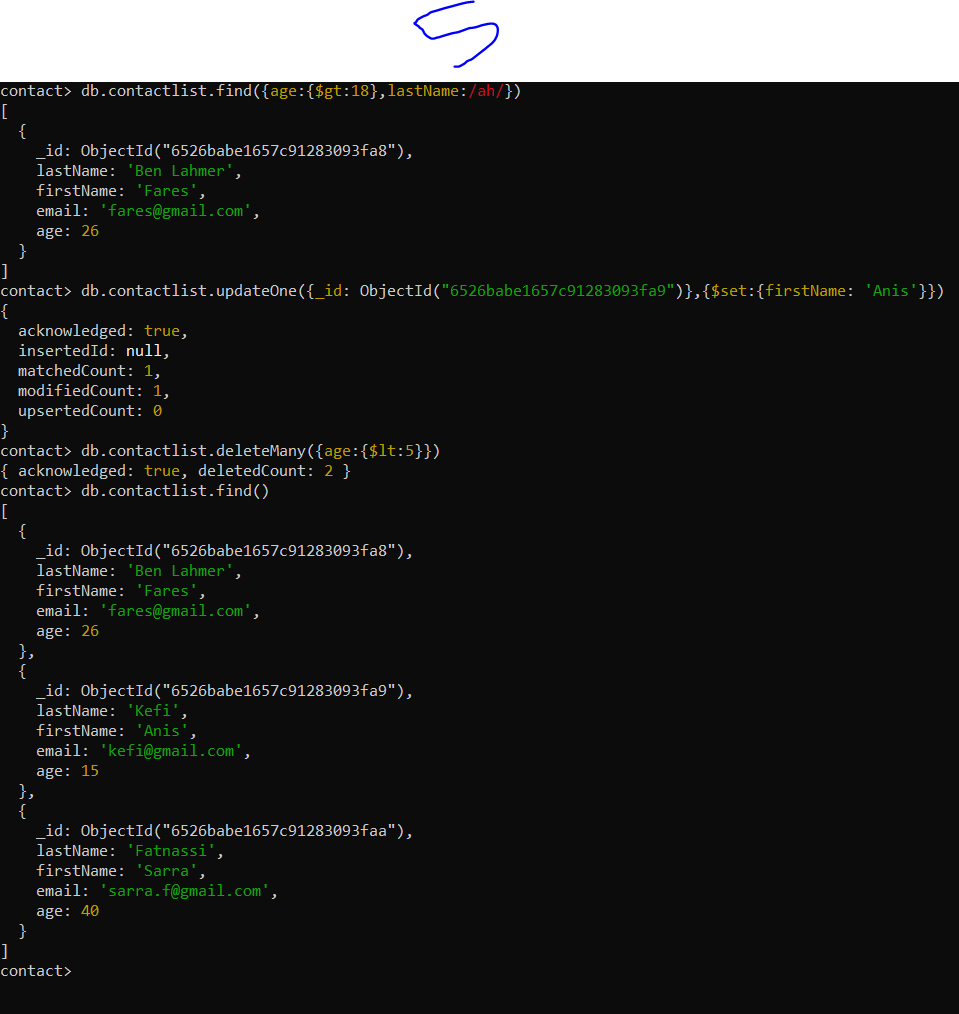 5
contact> db.contactlist.find({age:{$gt:18},lastName:/ah/})
[
  {
    _id: ObjectId("6526babe1657c91283093fa8"),
    lastName: 'Ben Lahmer',
    firstName: 'Fares',
    email: 'fares@gmail.com',
    age: 26
  }
]
contact> db.contactlist.updateOne({_id: ObjectId("6526babe1657c91283093fa9")},{$set:{firstName: 'Anis'}})
{
  acknowledged: true,
  insertedId: null,
  matchedCount: 1,
  modifiedCount: 1,
  upsertedCount: 0
}
contact> db.contactlist.deleteMany({age:{$lt:5}})
{ acknowledged: true, deletedCount: 2 }
contact> db.contactlist.find()
[
  {
    _id: ObjectId("6526babe1657c91283093fa8"),
    lastName: 'Ben Lahmer',
    firstName: 'Fares',
    email: 'fares@gmail.com',
    age: 26
  },
  {
    _id: ObjectId("6526babe1657c91283093fa9"),
    lastName: 'Kefi',
    firstName: 'Anis',
    email: 'kefi@gmail.com',
    age: 15
  },
  {
    _id: ObjectId("6526babe1657c91283093faa"),
    lastName: 'Fatnassi',
    firstName: 'Sarra',
    email: 'sarra.f@gmail.com',
    age: 40
  }
]
contact>